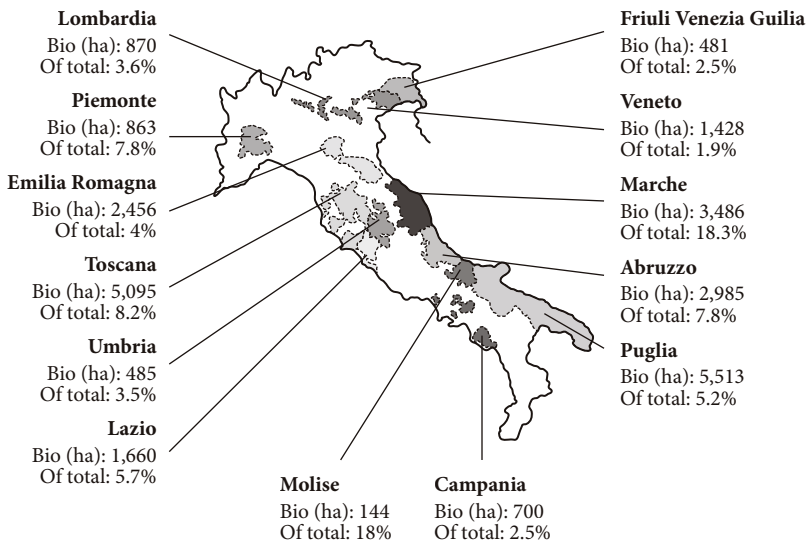 Lombardia
Bio (ha): 870
Of total: 3.6%
Piemonte
Bio (ha): 863
Of total: 7.8%
Emilia Romagna
Bio (ha): 2,456
Of total: 4%
Toscana
Bio (ha): 5,095
Of total: 8.2%
Umbria
Bio (ha): 485
Of total: 3.5%
Lazio
Bio (ha): 1,660
Of total: 5.7%
Molise
Bio (ha): 144
Of total: 18%
Campania
Bio (ha): 700
Of total: 2.5%
Friuli Venezia Guilia
Bio (ha): 481
Of total: 2.5%
Veneto
Bio (ha): 1,428
Of total: 1.9%
Marche
Bio (ha): 3,486
Of total: 18.3%
Abruzzo
Bio (ha): 2,985
Of total: 7.8%
Puglia
Bio (ha): 5,513
Of total: 5.2%